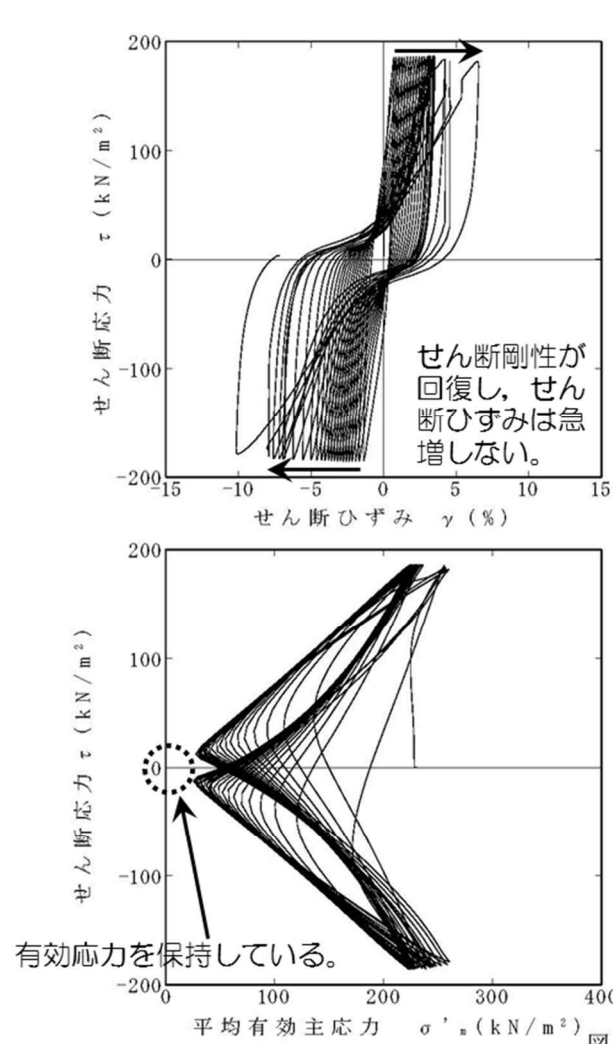 200
100
0
-100
-200
せん断応力 τ (kN/m²)
せん断剛性が
回復し，せん
断ひずみは急
増しない。
-15 -10 -5 0 5 10 15
せん断ひずみ γ (%)
200
100
0
-100
-200
せん断応力 τ (kN/m²)
有効応力を保持している。
0 100 200 300 400
平均有効主応力 σ'ₘ (kN/m²)
図